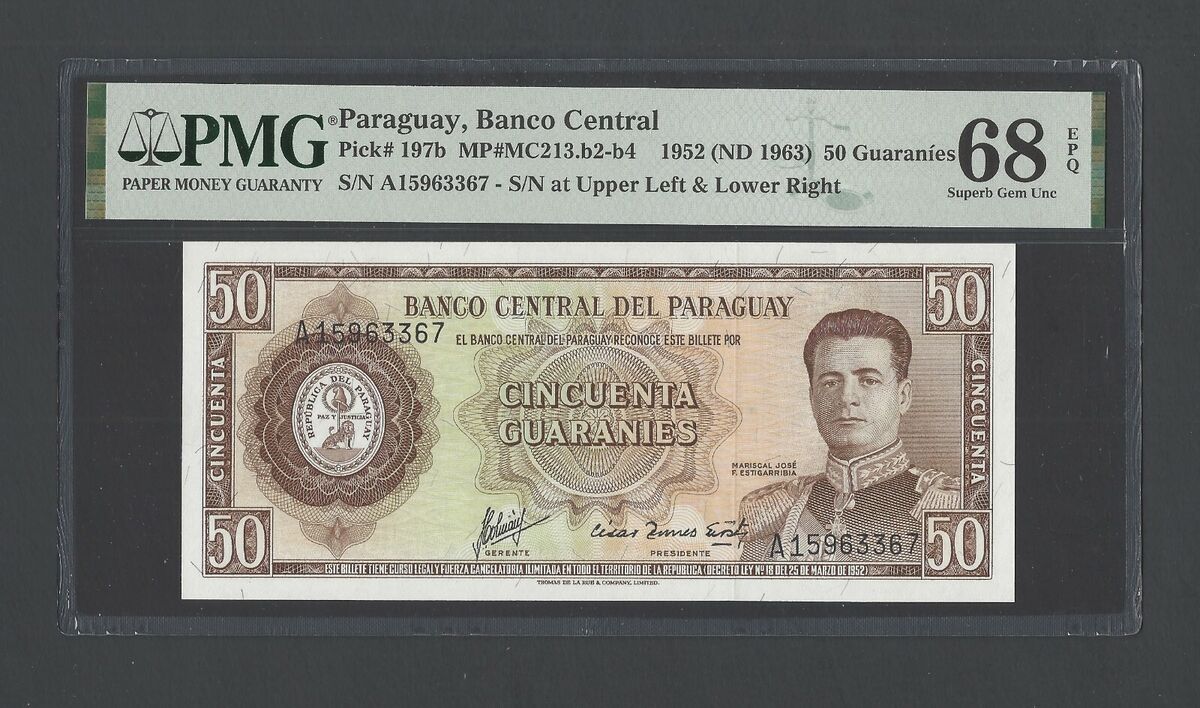 PMG®
PAPER MONEY GUARANTY
Paraguay, Banco Central
Pick# 197b MP#MC213.b2-b4 1952 (ND 1963) 50 Guaraníes
S/N A15963367 - S/N at Upper Left & Lower Right
68
EPQ
Superb Gem Unc
50
50
BANCO CENTRAL DEL PARAGUAY
A15963367
EL BANCO CENTRAL DEL PARAGUAY RECONOCE ESTE BILLETE POR
CINCUENTA
CINCUENTA
REPUBLICA DEL PARAGUAY
PAZ Y JUSTICIA
CINCUENTA
GUARANIES
MARISCAL JOSÉ
F. ESTIGARRIBIA
GERENTE
PRESIDENTE
A15963367
50
50
ESTE BILLETE TIENE CURSO LEGAL Y FUERZA CANCELATORIA ILIMITADA EN TODO EL TERRITORIO DE LA REPUBLICA (DECRETO LEY Nº 18 DEL 25 DE MARZO DE 1952)
THOMAS DE LA RUE & COMPANY, LIMITED.